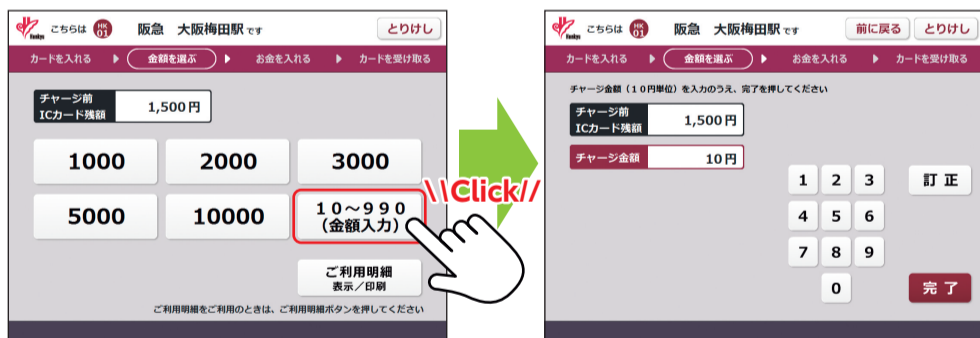 Hankyu こちらは HK 01 阪急 大阪梅田駅 です とりけし
カードを入れる 金額を選ぶ お金を入れる カードを受け取る
チャージ前
ICカード残額 1,500円
1000 2000 3000
5000 10000 10〜990
(金額入力)
ご利用明細
表示/印刷
ご利用明細をご利用のときは、ご利用明細ボタンを押してください
\\Click//
Hankyu こちらは HK 01 阪急 大阪梅田駅 です 前に戻る とりけし
カードを入れる 金額を選ぶ お金を入れる カードを受け取る
チャージ金額(10円単位)を入力のうえ、完了を押してください
チャージ前
ICカード残額 1,500円
チャージ金額 10円
1 2 3 訂正
4 5 6
7 8 9
0 完了